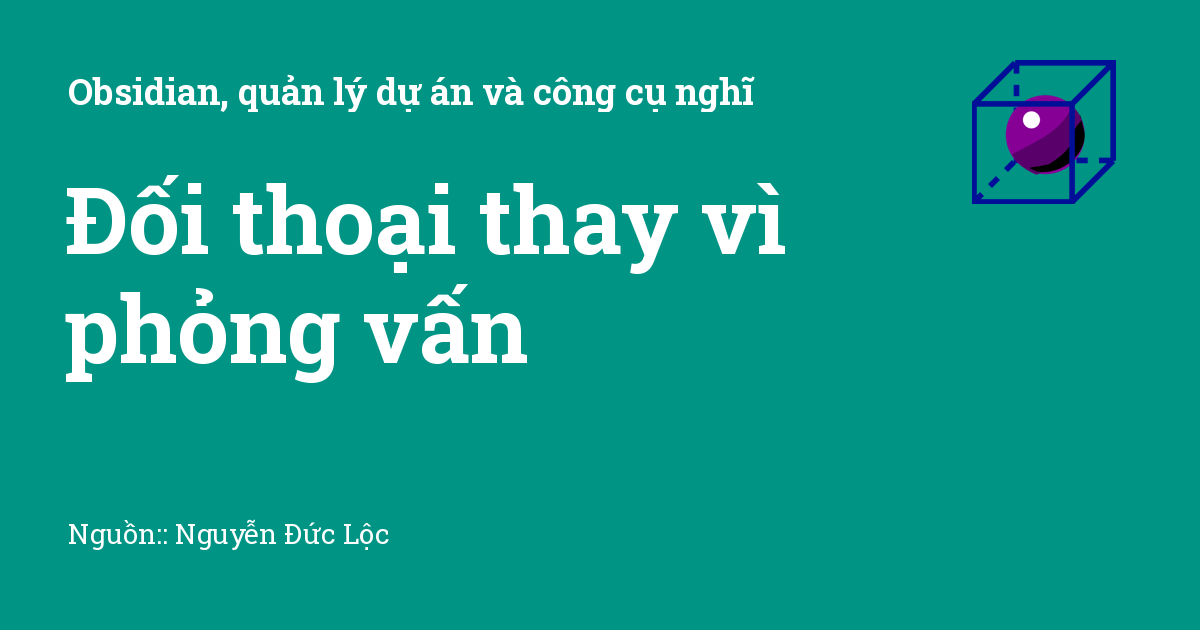 Obsidian, quản lý dự án và công cụ nghĩ
Đối thoại thay vì
phỏng vấn
Nguồn:: Nguyễn Đức Lộc